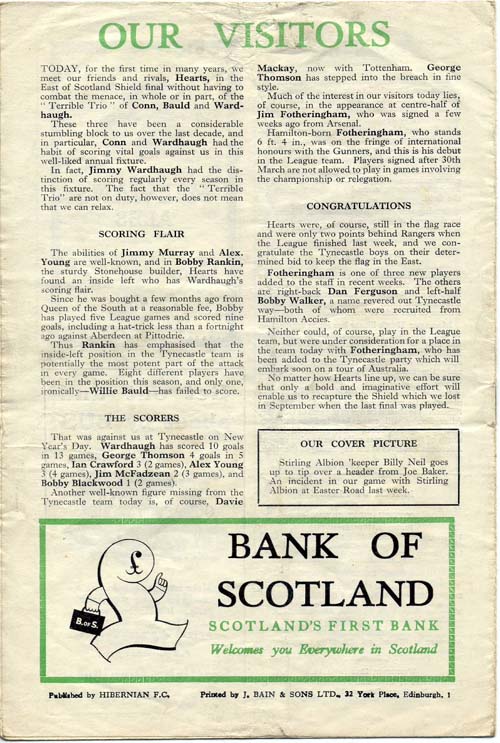 OUR VISITORS
TODAY, for the first time in many years, we
meet our friends and rivals, Hearts, in the
East of Scotland Shield final without having to
combat the menace, in whole or in part, of the
" Terrible Trio " of Conn, Bauld and Ward-
haugh.
These three have been a considerable
stumbling block to us over the last decade, and
in particular, Conn and Wardhaugh had the
habit of scoring vital goals against us in this
well-liked annual fixture.
In fact, Jimmy Wardhaugh had the dis-
tinction of scoring regularly every season in
this fixture. The fact that the " Terrible
Trio" are not on duty, however, does not mean
that we can relax.
SCORING FLAIR
The abilities of Jimmy Murray and Alex.
Young are well-known, and in Bobby Rankin,
the sturdy Stonehouse builder, Hearts have
found an inside left who has Wardhaugh's
scoring flair.
Since he was bought a few months ago from
Queen of the South at a reasonable fee, Bobby
has played five League games and scored nine
goals, including a hat-trick less than a fortnight
ago against Aberdeen at Pittodrie.
Thus Rankin has emphasised that the
inside-left position in the Tynecastle team is
potentially the most potent part of the attack
in every game. Eight different players have
been in the position this season, and only one,
ironically—Willie Bauld—has failed to score.
THE SCORERS
That was against us at Tynecastle on New
Year's Day. Wardhaugh has scored 10 goals
in 13 games, George Thomson 4 goals in 5
games, Ian Crawford 3 (2 games), Alex Young
3 (4 games), Jim McFadzean 2 (3 games), and
Bobby Blackwood 1 (2 games).
Another well-known figure missing from the
Tynecastle team today is, of course, Davie
Mackay, now with Tottenham. George
Thomson has stepped into the breach in fine
style.
Much of the interest in our visitors today lies,
of course, in the appearance at centre-half of
Jim Fotheringham, who was signed a few
weeks ago from Arsenal.
Hamilton-born Fotheringham, who stands
6 ft. 4 in., was on the fringe of international
honours with the Gunners, and this is his debut
in the League team. Players signed after 30th
March are not allowed to play in games involving
the championship or relegation.
CONGRATULATIONS
Hearts were, of course, still in the flag race
and were only two points behind Rangers when
the League finished last week, and we con-
gratulate the Tynecastle boys on their deter-
mined bid to keep the flag in the East.
Fotheringham is one of three new players
added to the staff in recent weeks. The others
are right-back Dan Ferguson and left-half
Bobby Walker, a name revered out Tynecastle
way—both of whom were recruited from
Hamilton Accies.
Neither could, of course, play in the League
team, but were under consideration for a place in
the team today with Fotheringham, who has
been added to the Tynecastle party which will
embark soon on a tour of Australia.
No matter how Hearts line up, we can be sure
that only a bold and imaginative effort will
enable us to recapture the Shield which we lost
in September when the last final was played.
OUR COVER PICTURE
Stirling Albion 'keeper Billy Neil goes
up to tip over a header from Joe Baker.
An incident in our game with Stirling
Albion at Easter Road last week.
£
B. OF S.
BANK OF
SCOTLAND
SCOTLAND'S FIRST BANK
Welcomes you Everywhere in Scotland
Published by HIBERNIAN F.C. Printed by J. BAIN & SONS LTD., 32 York Place, Edinburgh, 1